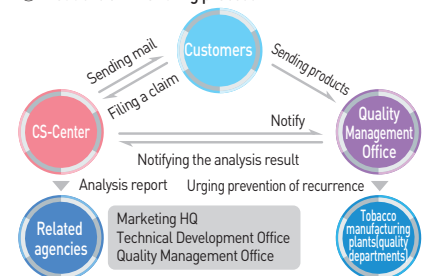 Customers
Sending mail
Filing a claim
Sending products
CS-Center
Notify
Notifying the analysis result
Quality
Management
Office
Analysis report
Urging prevention of recurrence
Related
agencies
Marketing HQ
Technical Development Office
Quality Management Office
Tobacco
manufacturing
plants(quality
departments)